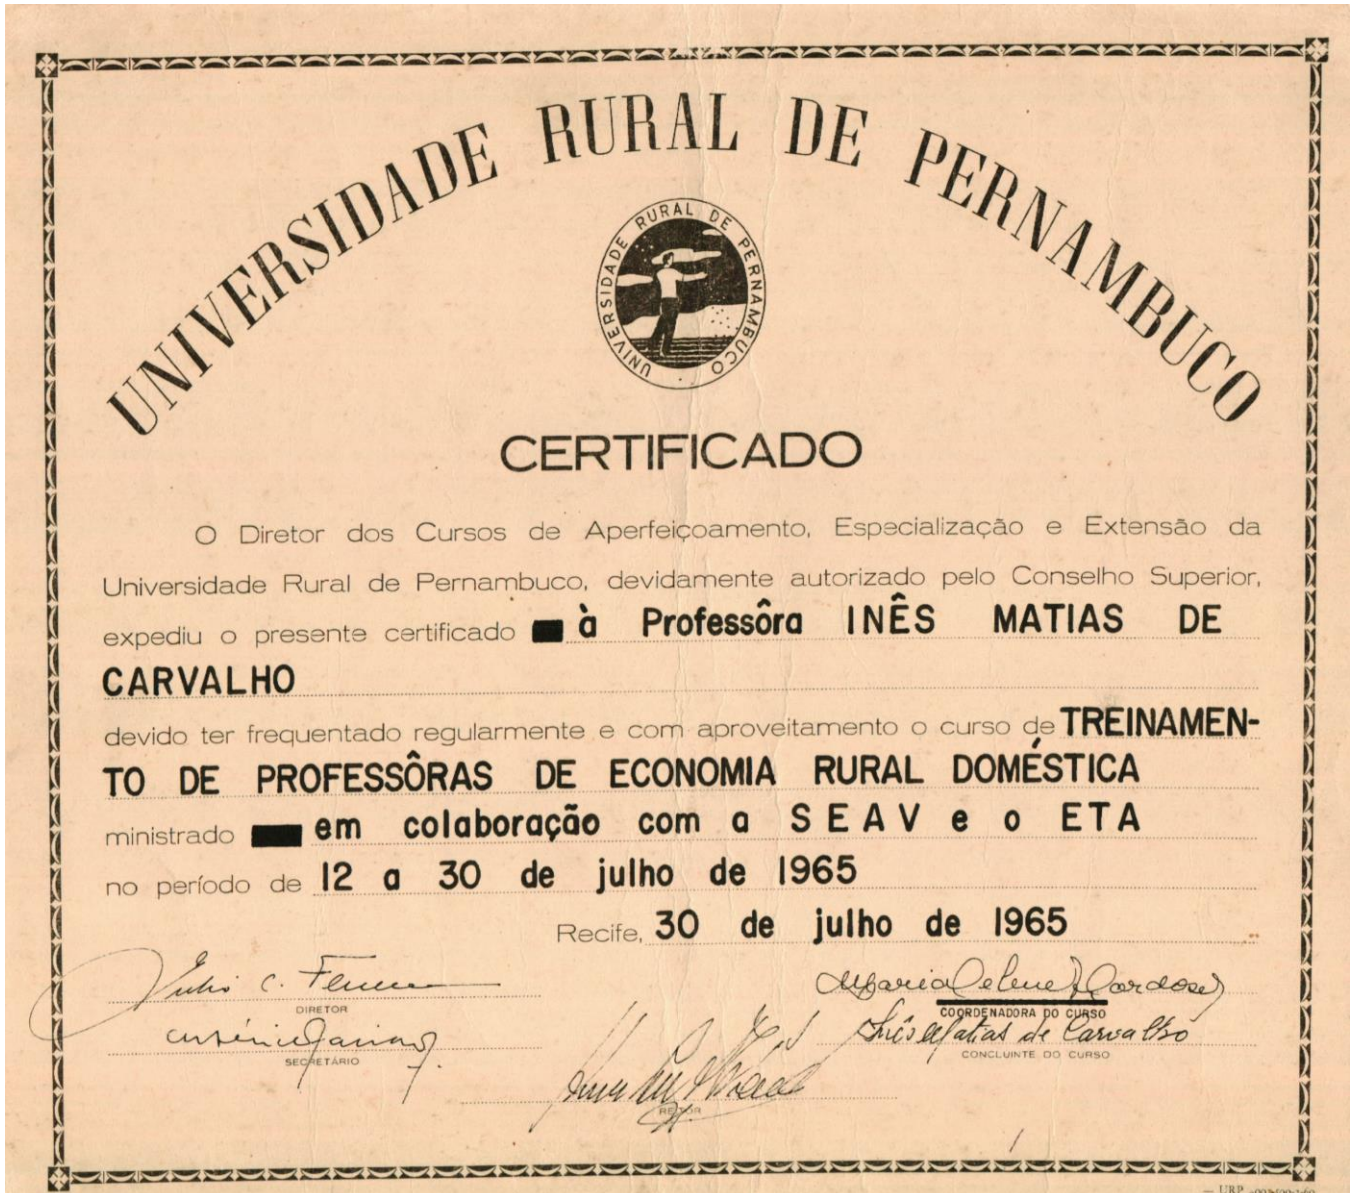 UNIVERSIDADE RURAL DE PERNAMBUCO
UNIVERSIDADE RURAL DE PERNAMBUCO
CERTIFICADO
O Diretor dos Cursos de Aperfeiçoamento, Especialização e Extensão da
Universidade Rural de Pernambuco, devidamente autorizado pelo Conselho Superior,
expediu o presente certificado à Professôra INÊS MATIAS DE
CARVALHO
devido ter frequentado regularmente e com aproveitamento o curso de TREINAMEN-
TO DE PROFESSÔRAS DE ECONOMIA RURAL DOMÉSTICA
ministrado em colaboração com a SEAV e o ETA
no período de 12 a 30 de julho de 1965
Recife, 30 de julho de 1965
DIRETOR
COORDENADORA DO CURSO
Inês Matias de Carvalho
SECRETÁRIO
CONCLUINTE DO CURSO
REITOR
URP